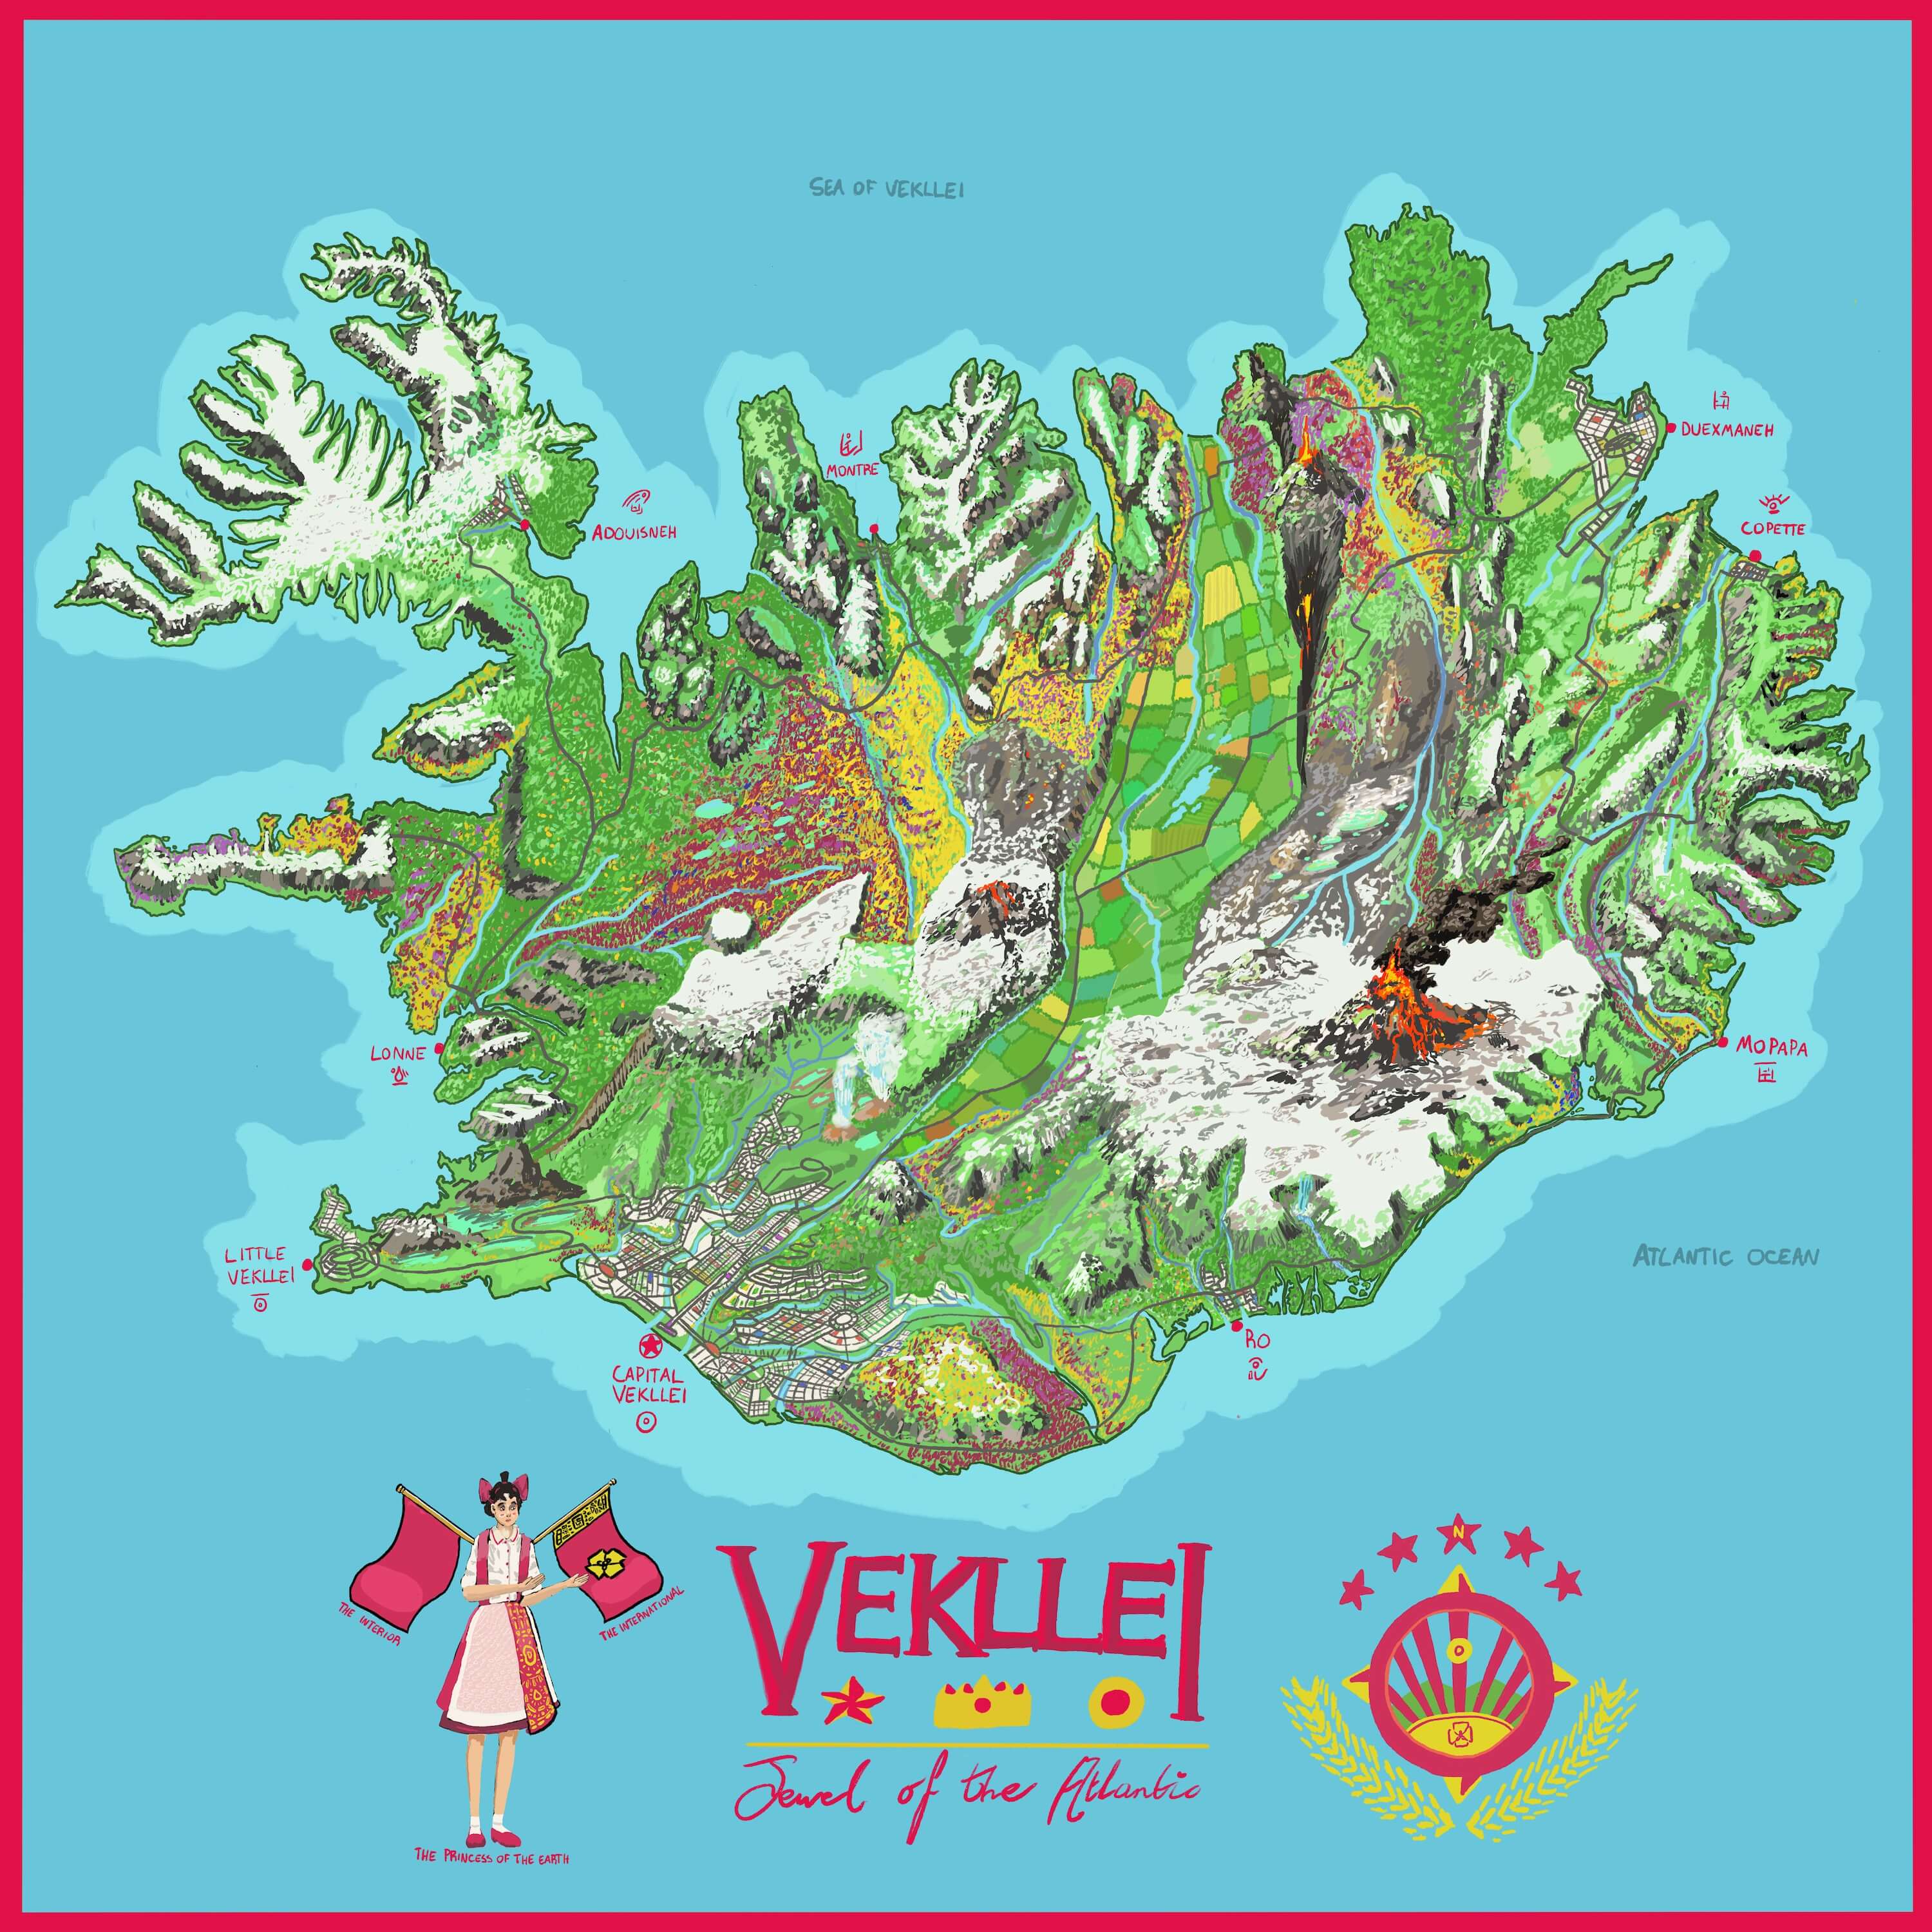 SEA OF VEKLLEI
DUEXMANEH
MONTRE
COPETTE
ADOUISNEH
LONNE
MOPAPA
LITTLE
VEKLLEI
ATLANTIC OCEAN
RO
CAPITAL
VEKLLEI
N
THE INTERIOR
THE INTERNATIONAL
VEKLLEI
Jewel of the Atlantic
THE PRINCESS OF THE EARTH